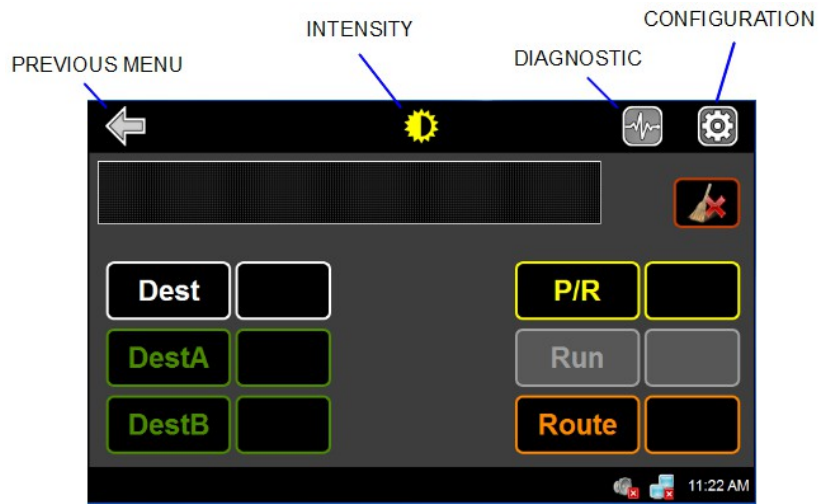 CONFIGURATION
INTENSITY
DIAGNOSTIC
PREVIOUS MENU
Dest
P/R
DestA
Run
DestB
Route
11:22 AM